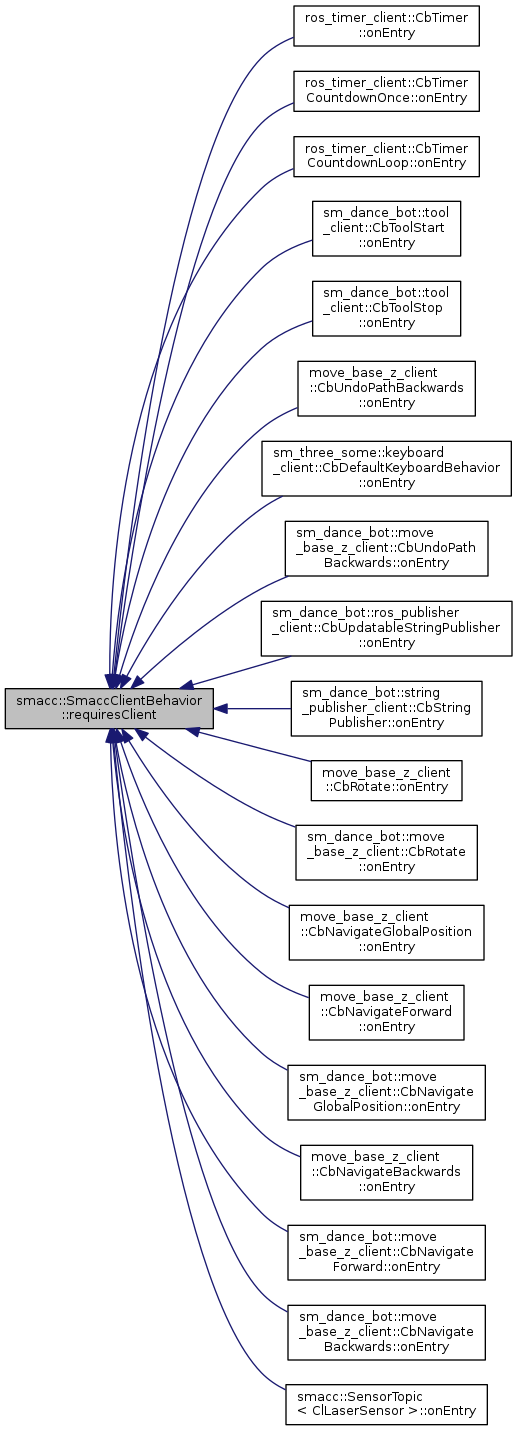 ros_timer_client::CbTimer
::onEntry
ros_timer_client::CbTimer
CountdownOnce::onEntry
ros_timer_client::CbTimer
CountdownLoop::onEntry
sm_dance_bot::tool
_client::CbToolStart
::onEntry
sm_dance_bot::tool
_client::CbToolStop
::onEntry
move_base_z_client
::CbUndoPathBackwards
::onEntry
sm_three_some::keyboard
_client::CbDefaultKeyboardBehavior
::onEntry
sm_dance_bot::move
_base_z_client::CbUndoPath
Backwards::onEntry
sm_dance_bot::ros_publisher
_client::CbUpdatableStringPublisher
::onEntry
smacc::SmaccClientBehavior
::requiresClient
sm_dance_bot::string
_publisher_client::CbString
Publisher::onEntry
move_base_z_client
::CbRotate::onEntry
sm_dance_bot::move
_base_z_client::CbRotate
::onEntry
move_base_z_client
::CbNavigateGlobalPosition
::onEntry
move_base_z_client
::CbNavigateForward
::onEntry
sm_dance_bot::move
_base_z_client::CbNavigate
GlobalPosition::onEntry
move_base_z_client
::CbNavigateBackwards
::onEntry
sm_dance_bot::move
_base_z_client::CbNavigate
Forward::onEntry
sm_dance_bot::move
_base_z_client::CbNavigate
Backwards::onEntry
smacc::SensorTopic
< ClLaserSensor >::onEntry